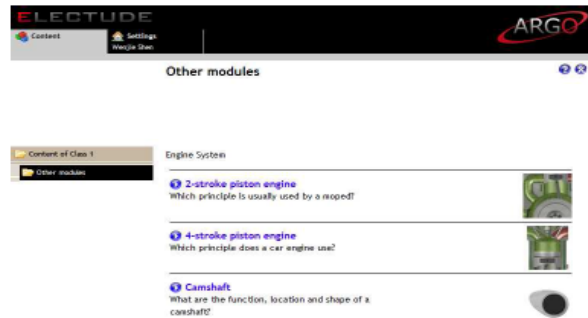 ELECTUDE
ARGO
Content
Settings
Wenjie Shen
Other modules
Content of Class 1
Other modules
Engine System
2-stroke piston engine
Which principle is usually used by a moped?
4-stroke piston engine
Which principle does a car engine use?
Camshaft
What are the function, location and shape of a
camshaft?